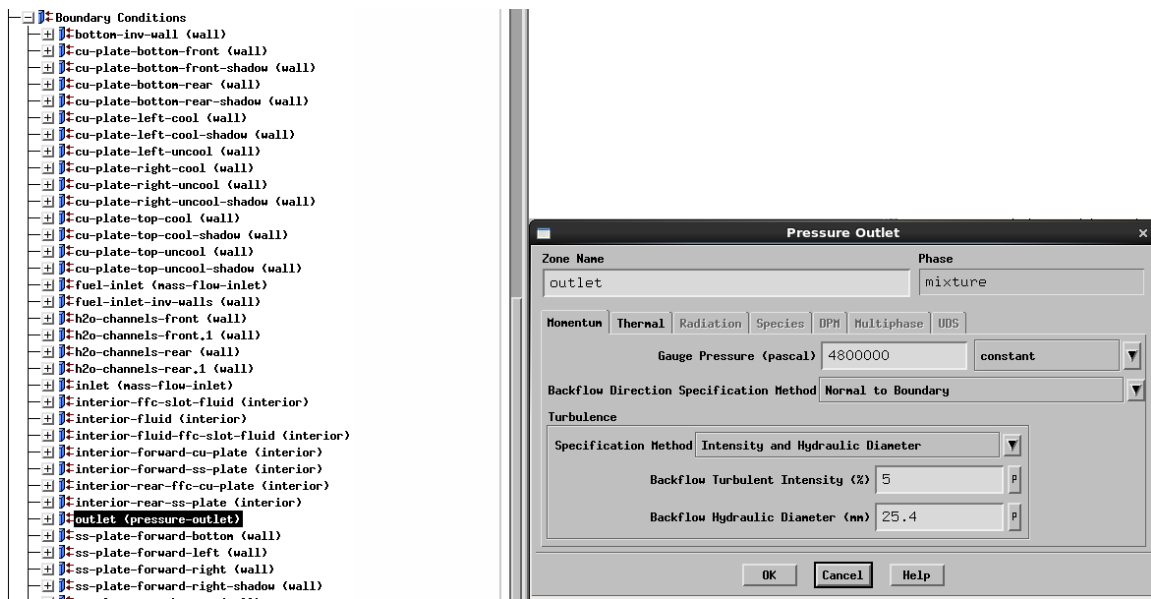 Boundary Conditions
bottom-inv-wall (wall)
cu-plate-bottom-front (wall)
cu-plate-bottom-front-shadow (wall)
cu-plate-bottom-rear (wall)
cu-plate-bottom-rear-shadow (wall)
cu-plate-left-cool (wall)
cu-plate-left-cool-shadow (wall)
cu-plate-left-uncool (wall)
cu-plate-right-cool (wall)
cu-plate-right-uncool (wall)
cu-plate-right-uncool-shadow (wall)
cu-plate-top-cool (wall)
cu-plate-top-cool-shadow (wall)
cu-plate-top-uncool (wall)
cu-plate-top-uncool-shadow (wall)
fuel-inlet (mass-flow-inlet)
fuel-inlet-inv-walls (wall)
h2o-channels-front (wall)
h2o-channels-front.1 (wall)
h2o-channels-rear (wall)
h2o-channels-rear.1 (wall)
inlet (mass-flow-inlet)
interior-ffc-slot-fluid (interior)
interior-fluid (interior)
interior-fluid-ffc-slot-fluid (interior)
interior-forward-cu-plate (interior)
interior-forward-ss-plate (interior)
interior-rear-ffc-cu-plate (interior)
interior-rear-ss-plate (interior)
outlet (pressure-outlet)
ss-plate-forward-bottom (wall)
ss-plate-forward-left (wall)
ss-plate-forward-right (wall)
ss-plate-forward-right-shadow (wall)
Pressure Outlet
Zone Name Phase
outlet mixture
Momentum Thermal Radiation Species DPM Multiphase UDS
Gauge Pressure (pascal) 4800000 constant
Backflow Direction Specification Method Normal to Boundary
Turbulence
Specification Method Intensity and Hydraulic Diameter
Backflow Turbulent Intensity (%) 5 P
Backflow Hydraulic Diameter (mm) 25.4 P
OK Cancel Help